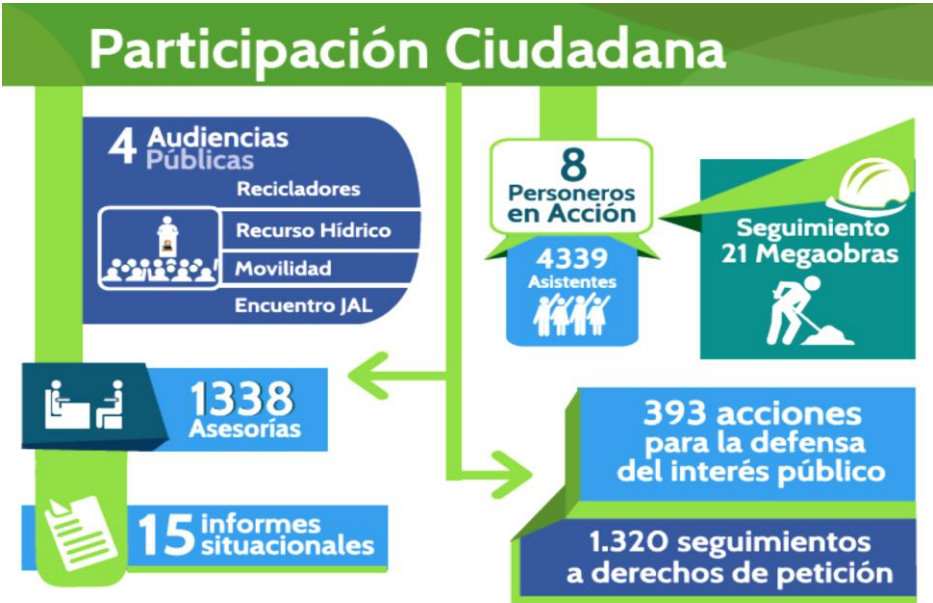 Participación Ciudadana
4 Audiencias
Públicas
Recicladores
Recurso Hídrico
Movilidad
Encuentro JAL
8
Personeros
en Acción
4339
Asistentes
Seguimiento
21 Megaobras
1338
Asesorías
15 informes
situacionales
393 acciones
para la defensa
del interés público
1.320 seguimientos
a derechos de petición